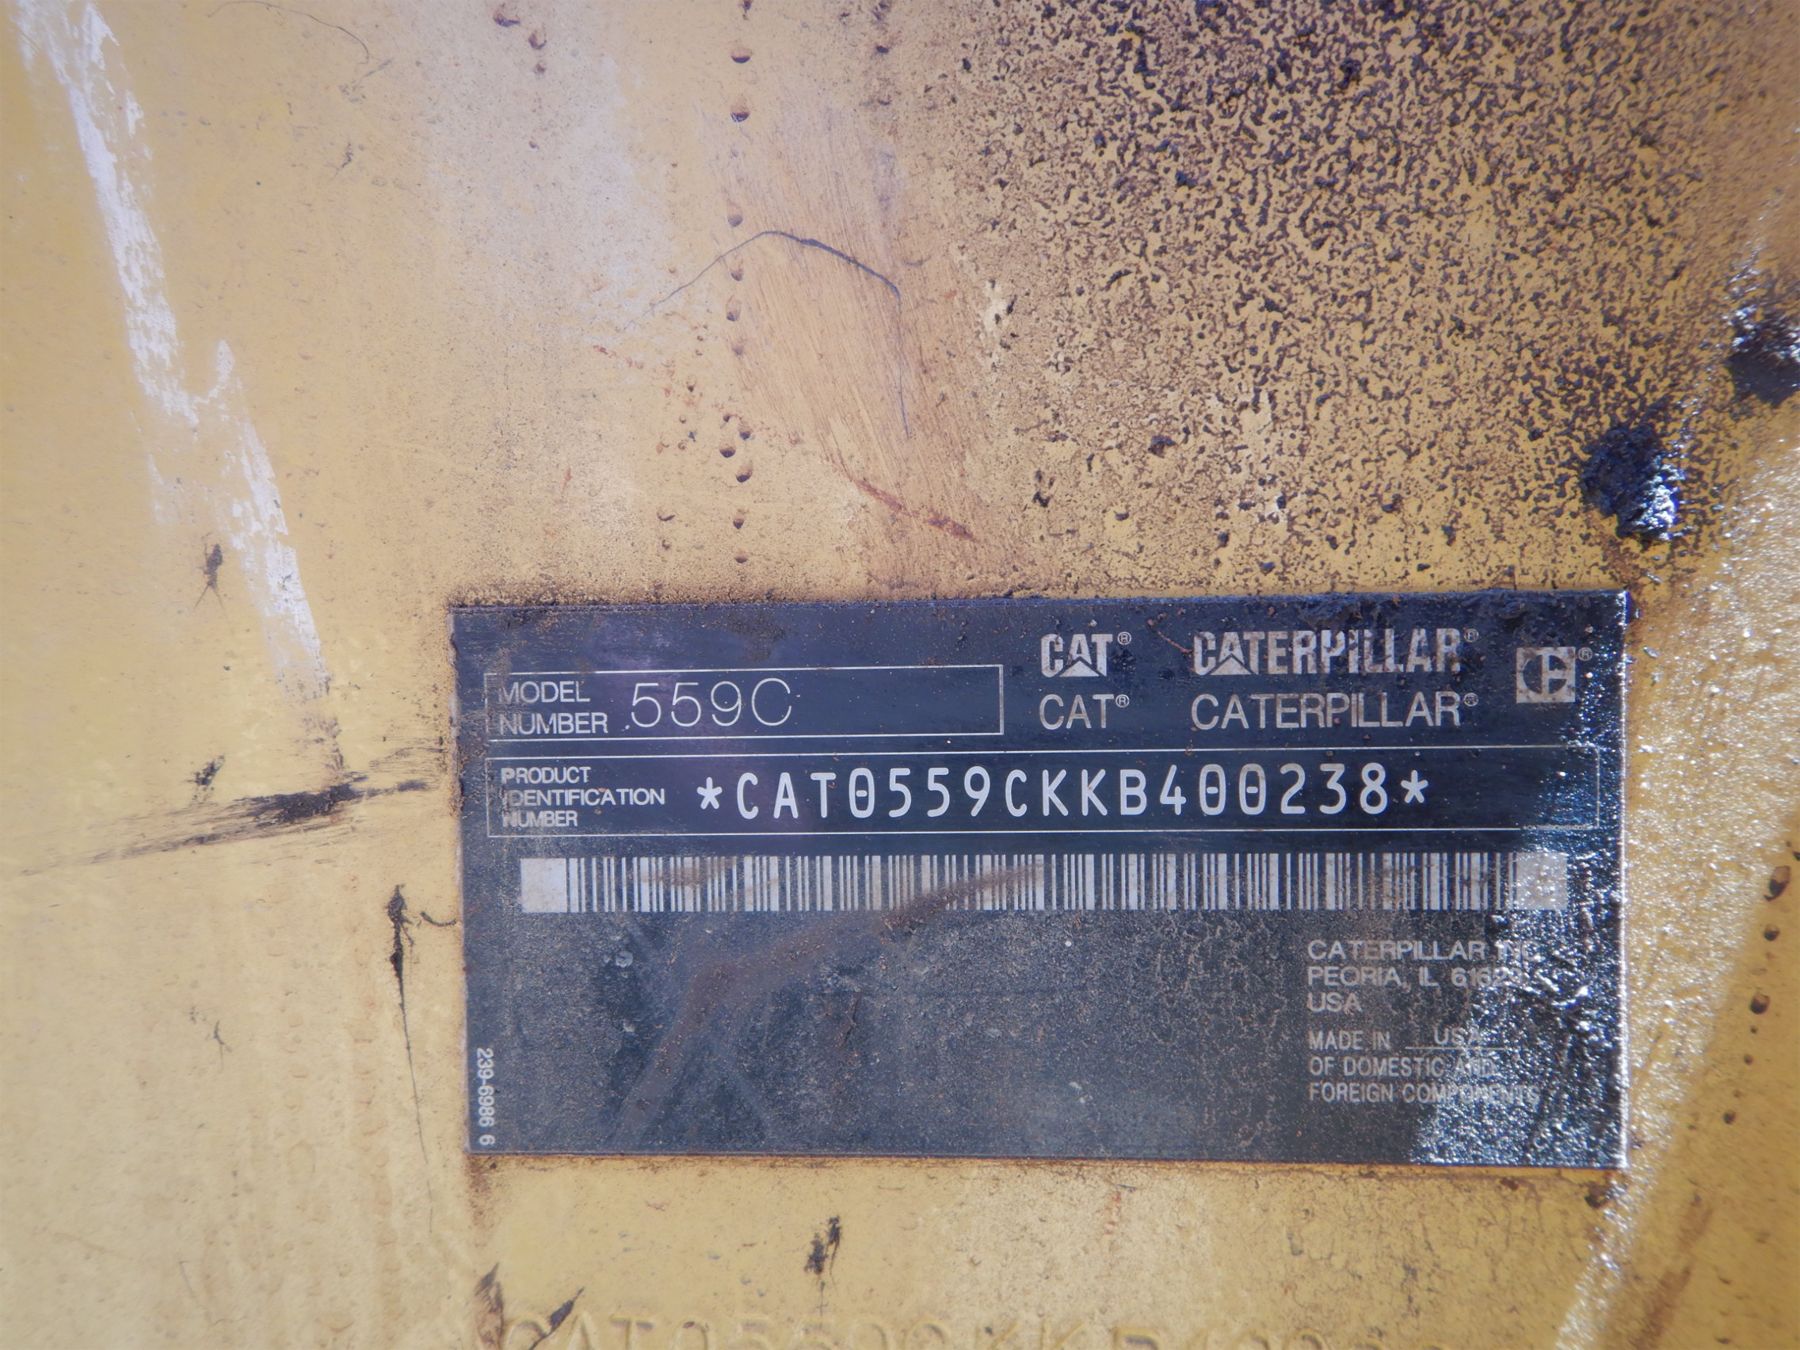 CAT® CATERPILLAR®
MODEL NUMBER 559C
CAT® CATERPILLAR®
PRODUCT
IDENTIFICATION
NUMBER
*CAT0559CKKB400238*
CATERPILLAR
PEORIA, IL
USA
MADE IN USA
OF DOMESTIC AND
FOREIGN COMPONENTS
239-6986 6